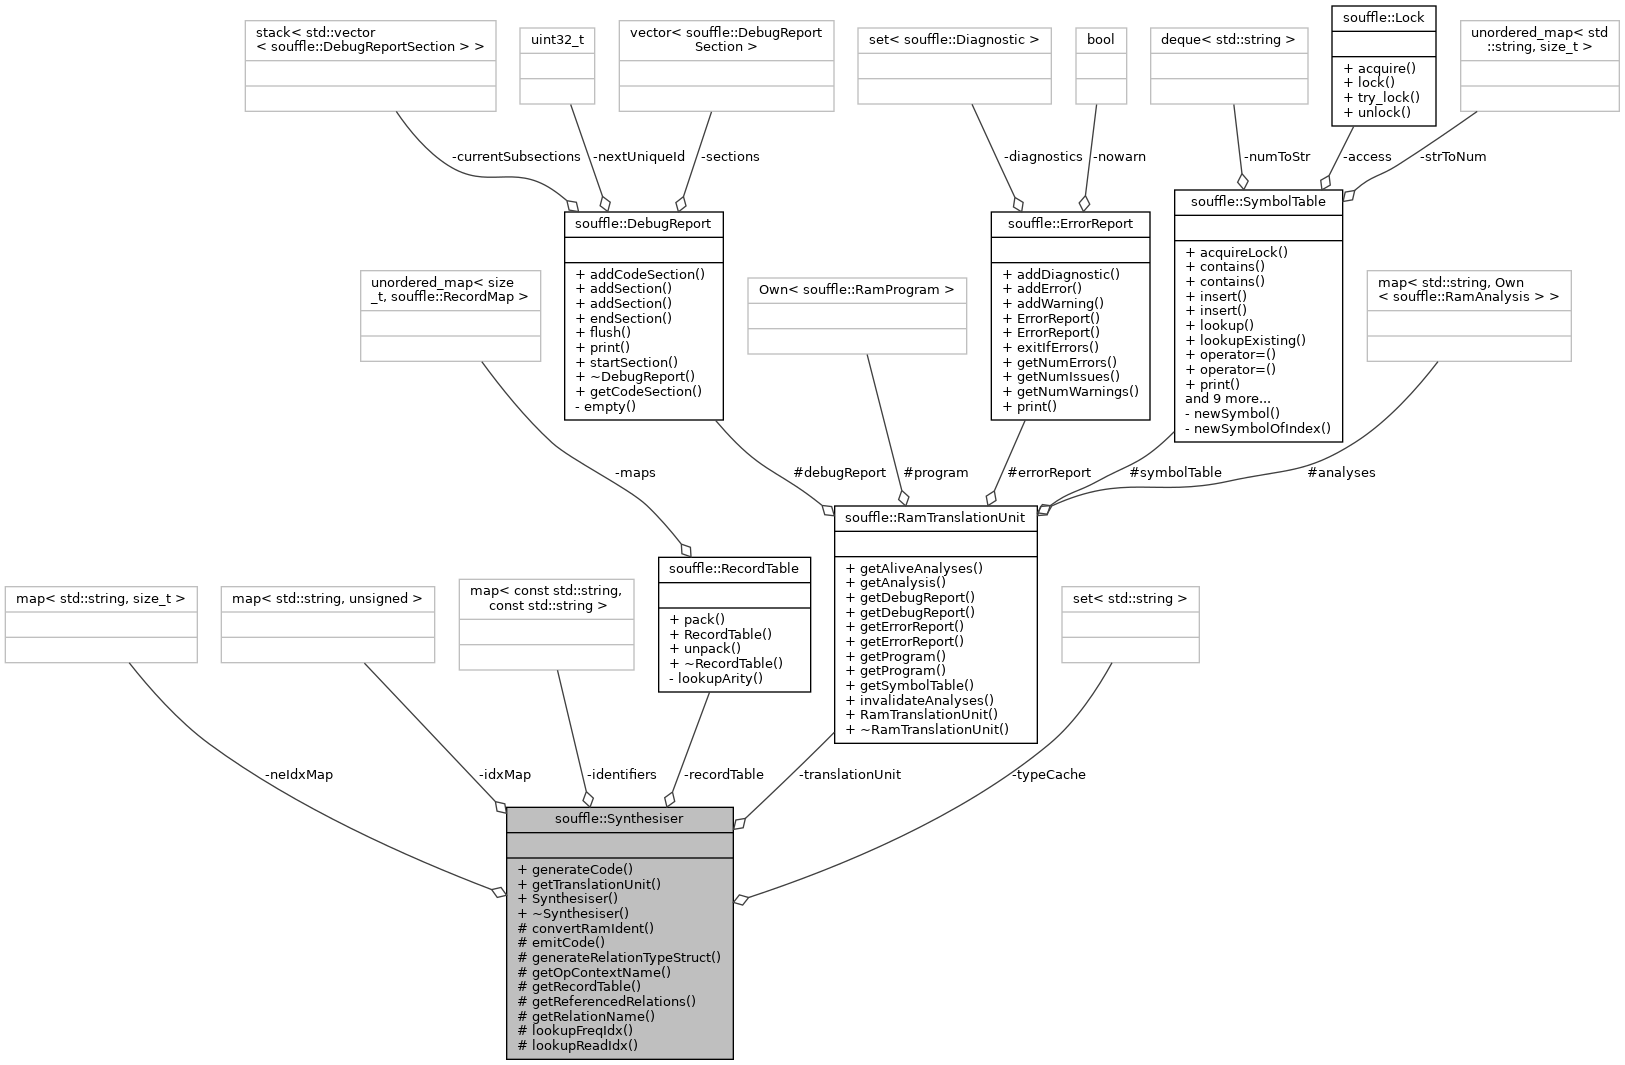 stack< std::vector
< souffle::DebugReportSection > >
uint32_t
vector< souffle::DebugReport
Section >
set< souffle::Diagnostic >
bool
deque< std::string >
souffle::Lock
+ acquire()
+ lock()
+ try_lock()
+ unlock()
unordered_map< std
::string, size_t >
-currentSubsections
-nextUniqueId
-sections
-diagnostics
-nowarn
-numToStr
-access
-strToNum
unordered_map< size
_t, souffle::RecordMap >
souffle::DebugReport
+ addCodeSection()
+ addSection()
+ addSection()
+ endSection()
+ flush()
+ print()
+ startSection()
+ ~DebugReport()
+ getCodeSection()
- empty()
Own< souffle::RamProgram >
souffle::ErrorReport
+ addDiagnostic()
+ addError()
+ addWarning()
+ ErrorReport()
+ ErrorReport()
+ exitIfErrors()
+ getNumErrors()
+ getNumIssues()
+ getNumWarnings()
+ print()
souffle::SymbolTable
+ acquireLock()
+ contains()
+ contains()
+ insert()
+ insert()
+ lookup()
+ lookupExisting()
+ operator=()
+ operator=()
+ print()
and 9 more...
- newSymbol()
- newSymbolOfIndex()
map< std::string, Own
< souffle::RamAnalysis > >
-maps
#debugReport
#program
#errorReport
#symbolTable
#analyses
map< std::string, size_t >
map< std::string, unsigned >
map< const std::string,
const std::string >
souffle::RecordTable
+ pack()
+ RecordTable()
+ unpack()
+ ~RecordTable()
- lookupArity()
souffle::RamTranslationUnit
+ getAliveAnalyses()
+ getAnalysis()
+ getDebugReport()
+ getDebugReport()
+ getErrorReport()
+ getErrorReport()
+ getProgram()
+ getProgram()
+ getSymbolTable()
+ invalidateAnalyses()
+ RamTranslationUnit()
+ ~RamTranslationUnit()
set< std::string >
-neIdxMap
-idxMap
-identifiers
-recordTable
-translationUnit
-typeCache
souffle::Synthesiser
+ generateCode()
+ getTranslationUnit()
+ Synthesiser()
+ ~Synthesiser()
# convertRamIdent()
# emitCode()
# generateRelationTypeStruct()
# getOpContextName()
# getRecordTable()
# getReferencedRelations()
# getRelationName()
# lookupFreqIdx()
# lookupReadIdx()